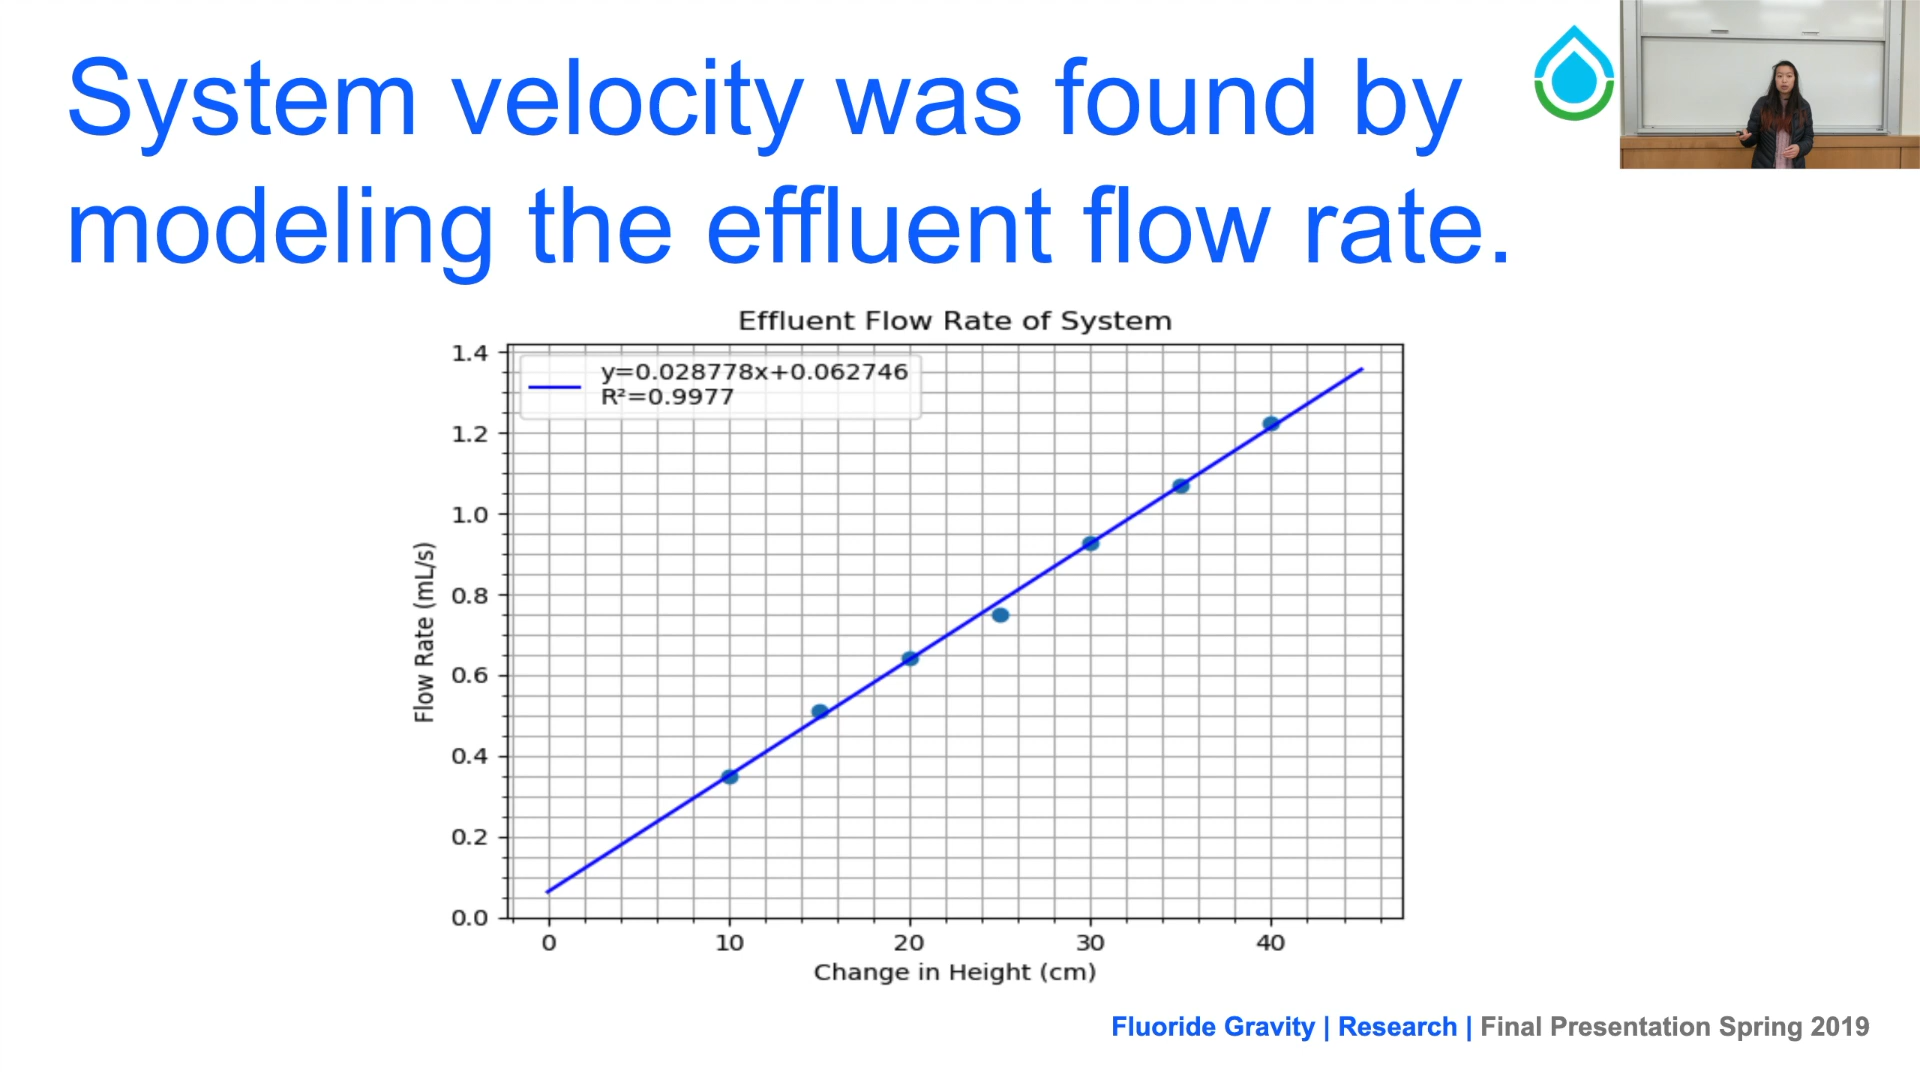 System velocity was found by
modeling the effluent flow rate.
Effluent Flow Rate of System
y=0.028778x+0.062746
R²=0.9977
1.4
1.2
1.0
0.8
0.6
0.4
0.2
0.0
Flow Rate (mL/s)
0 10 20 30 40
Change in Height (cm)
Fluoride Gravity | Research | Final Presentation Spring 2019